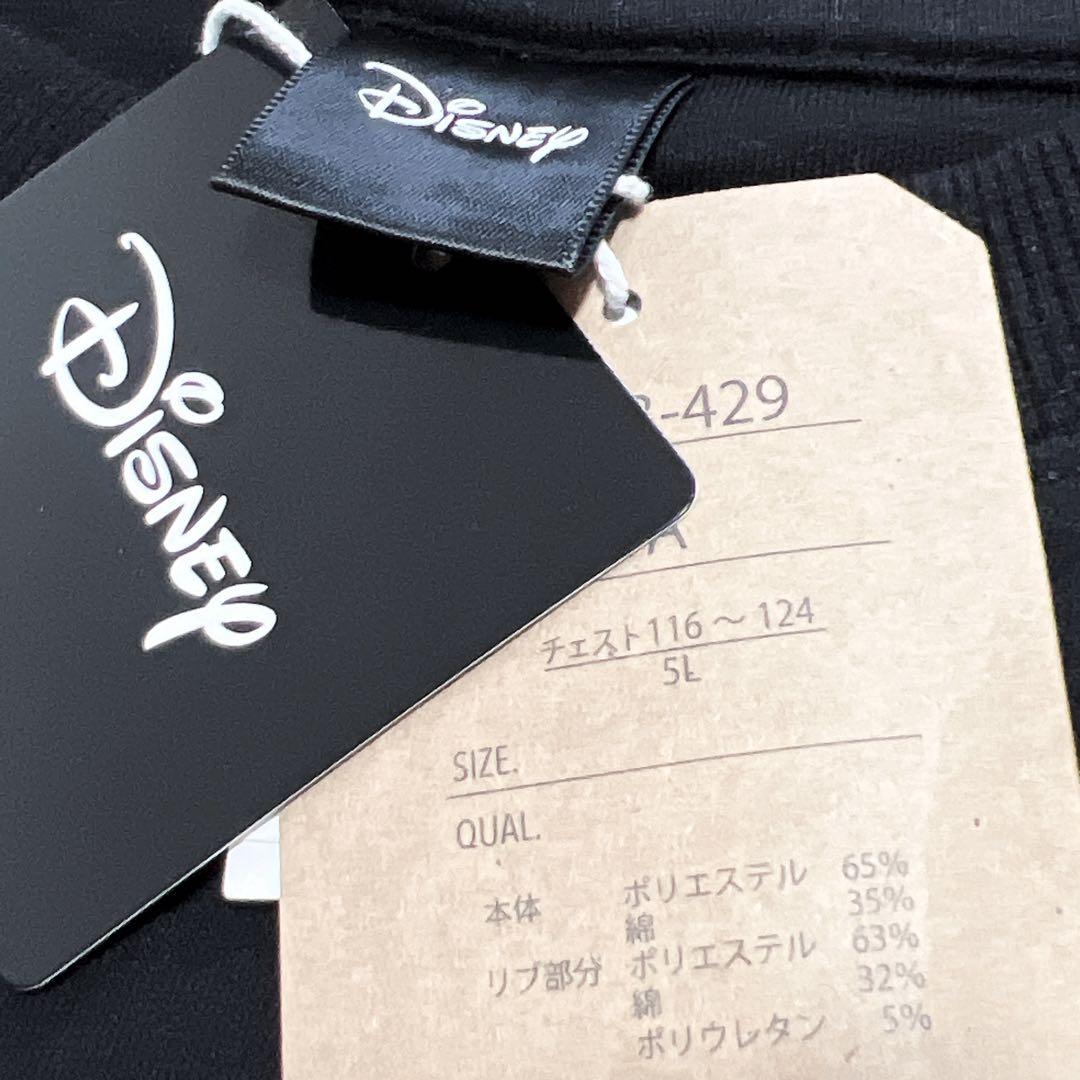 Disney
Disney
-429
A
チェスト116～124
5L
SIZE.
QUAL.
本体 ポリエステル 65%
綿 35%
リブ部分 ポリエステル 63%
綿 32%
ポリウレタン 5%